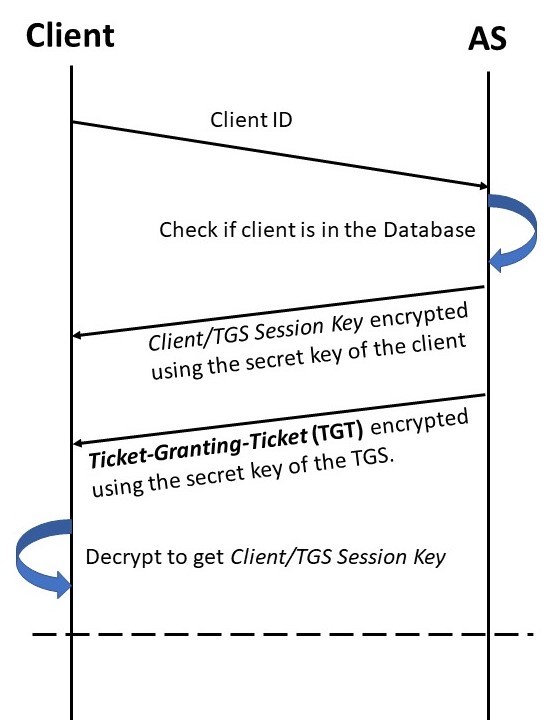 Client
AS
Client ID
Check if client is in the Database
Client/TGS Session Key encrypted
using the secret key of the client
Ticket-Granting-Ticket (TGT) encrypted
using the secret key of the TGS.
Decrypt to get Client/TGS Session Key